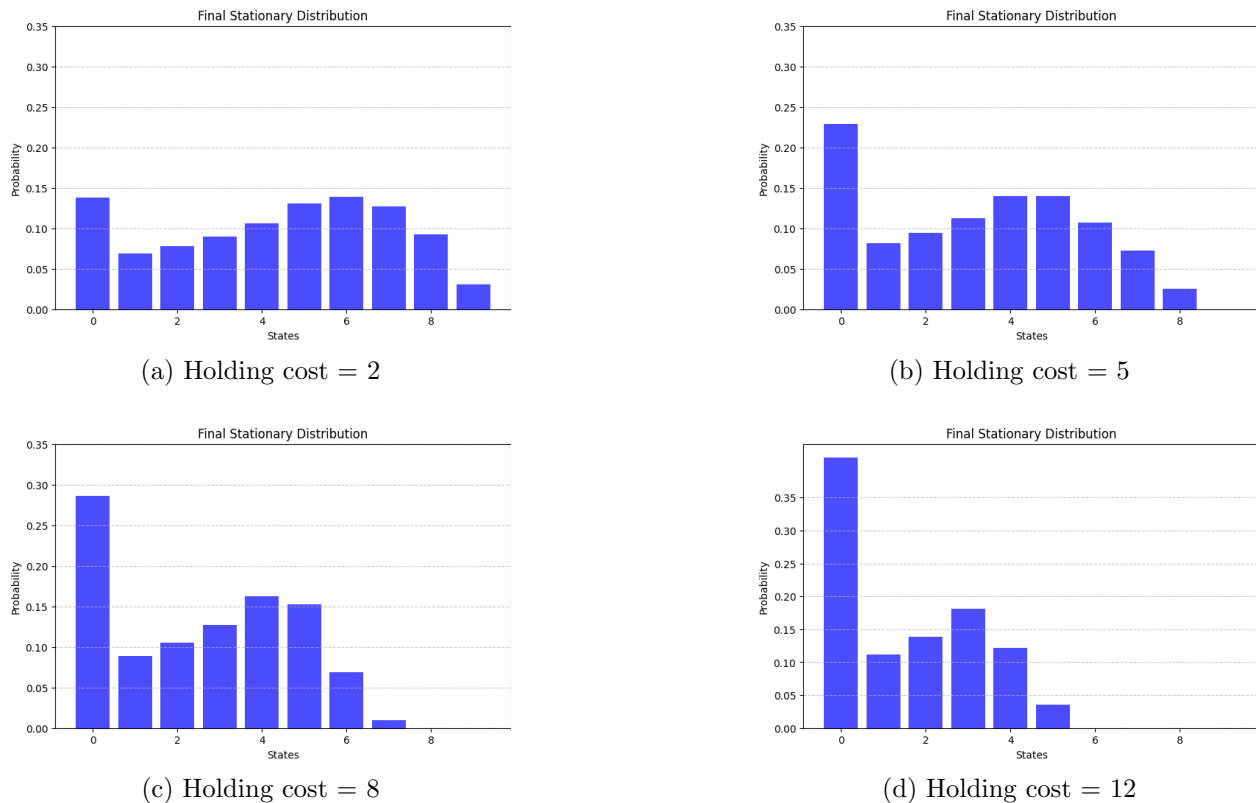 Final Stationary Distribution
0.35
0.30
0.25
0.20
0.15
0.10
0.05
0.00
Probability
0 2 4 6 8
States
(a) Holding cost = 2
Final Stationary Distribution
0.35
0.30
0.25
0.20
0.15
0.10
0.05
0.00
Probability
0 2 4 6 8
States
(b) Holding cost = 5
Final Stationary Distribution
0.35
0.30
0.25
0.20
0.15
0.10
0.05
0.00
Probability
0 2 4 6 8
States
(c) Holding cost = 8
Final Stationary Distribution
0.35
0.30
0.25
0.20
0.15
0.10
0.05
0.00
Probability
0 2 4 6 8
States
(d) Holding cost = 12